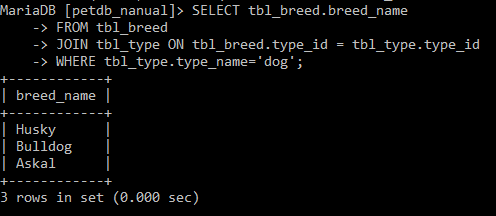 MariaDB [petdb_nanual]> SELECT tbl_breed.breed_name
    -> FROM tbl_breed
    -> JOIN tbl_type ON tbl_breed.type_id = tbl_type.type_id
    -> WHERE tbl_type.type_name='dog';
+------------+
| breed_name |
+------------+
| Husky      |
| Bulldog    |
| Askal      |
+------------+
3 rows in set (0.000 sec)